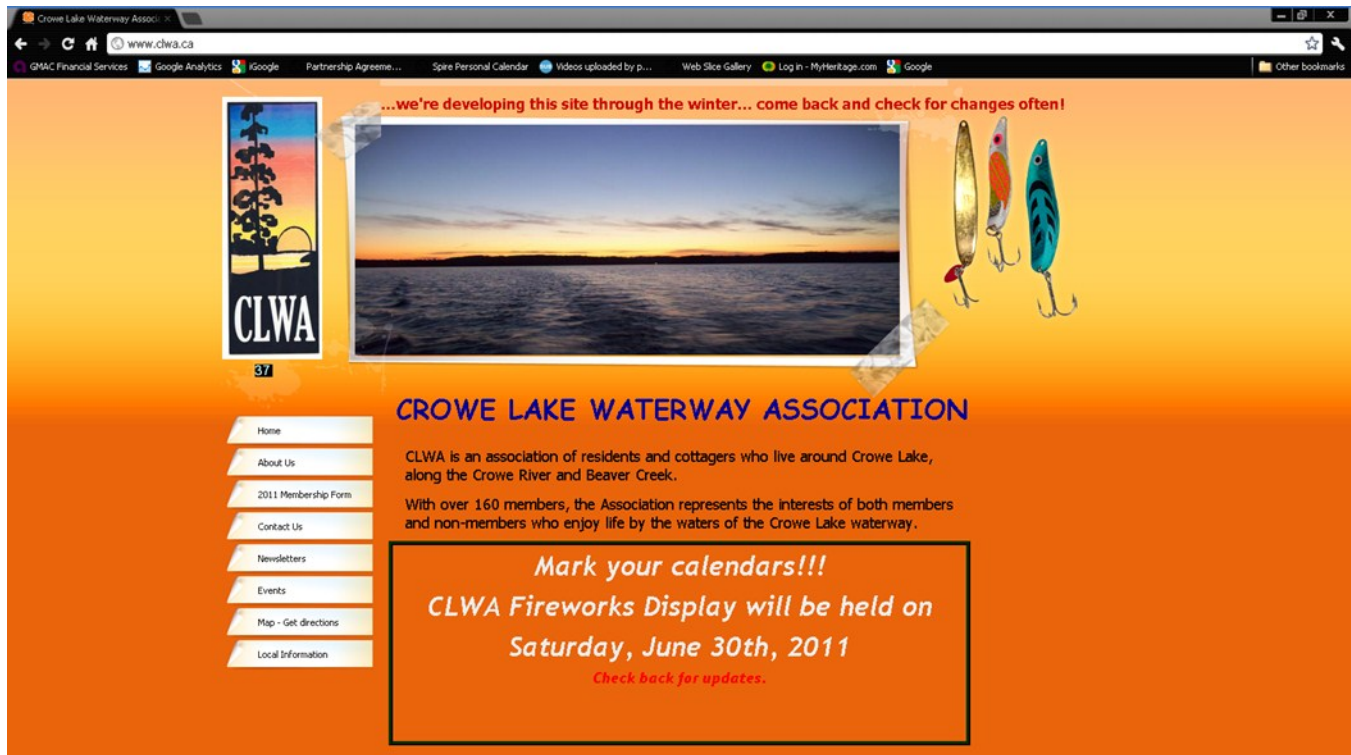 Crowe Lake Waterway Associ
www.clwa.ca
GMAC Financial Services Google Analytics iGoogle Partnership Agreeme... Spire Personal Calendar Videos uploaded by p... Web Slice Gallery Log in - MyHeritage.com Google Other bookmarks
...we're developing this site through the winter... come back and check for changes often!
CLWA
37
CROWE LAKE WATERWAY ASSOCIATION
CLWA is an association of residents and cottagers who live around Crowe Lake,
along the Crowe River and Beaver Creek.
With over 160 members, the Association represents the interests of both members
and non-members who enjoy life by the waters of the Crowe Lake waterway.
Home
About Us
2011 Membership Form
Contact Us
Newsletters
Events
Map - Get directions
Local Information
Mark your calendars!!!
CLWA Fireworks Display will be held on
Saturday, June 30th, 2011
Check back for updates.